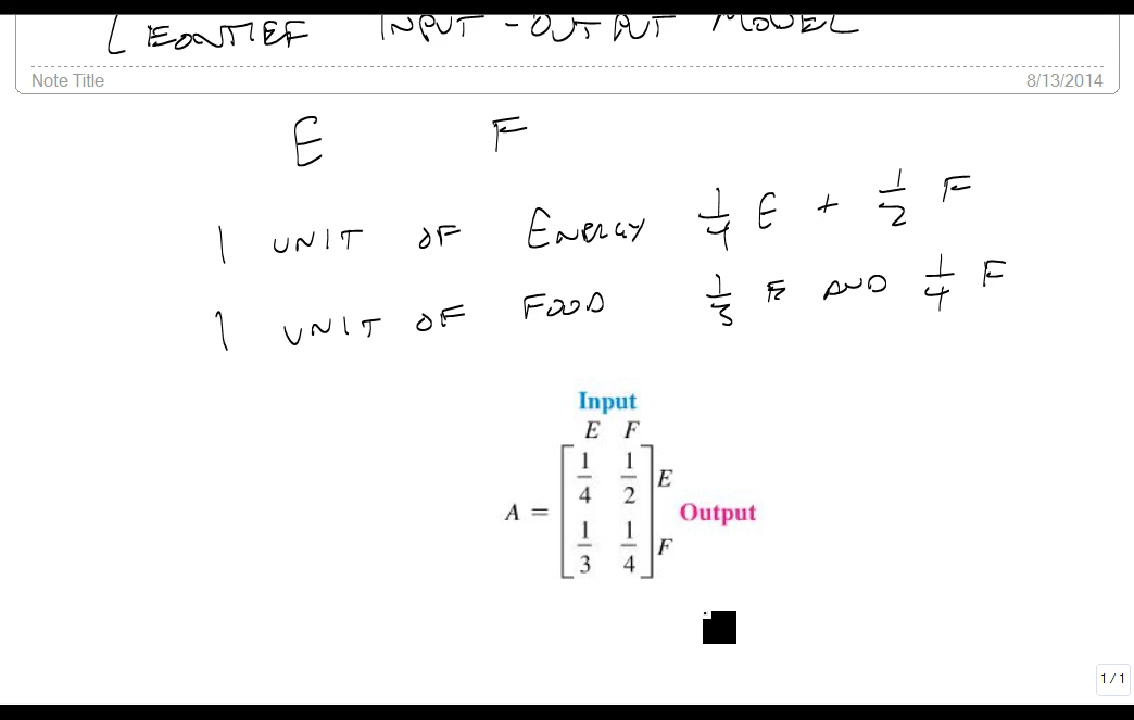 LEONTIEF INPUT-OUTPUT MODEL
Note Title 8/13/2014
E F
1 UNIT OF ENERGY 1/4 E + 1/2 F
1 UNIT OF FOOD 1/3 E AND 1/4 F
Input
E F
1/4 1/2 E
A = Output
1/3 1/4 F
1/1